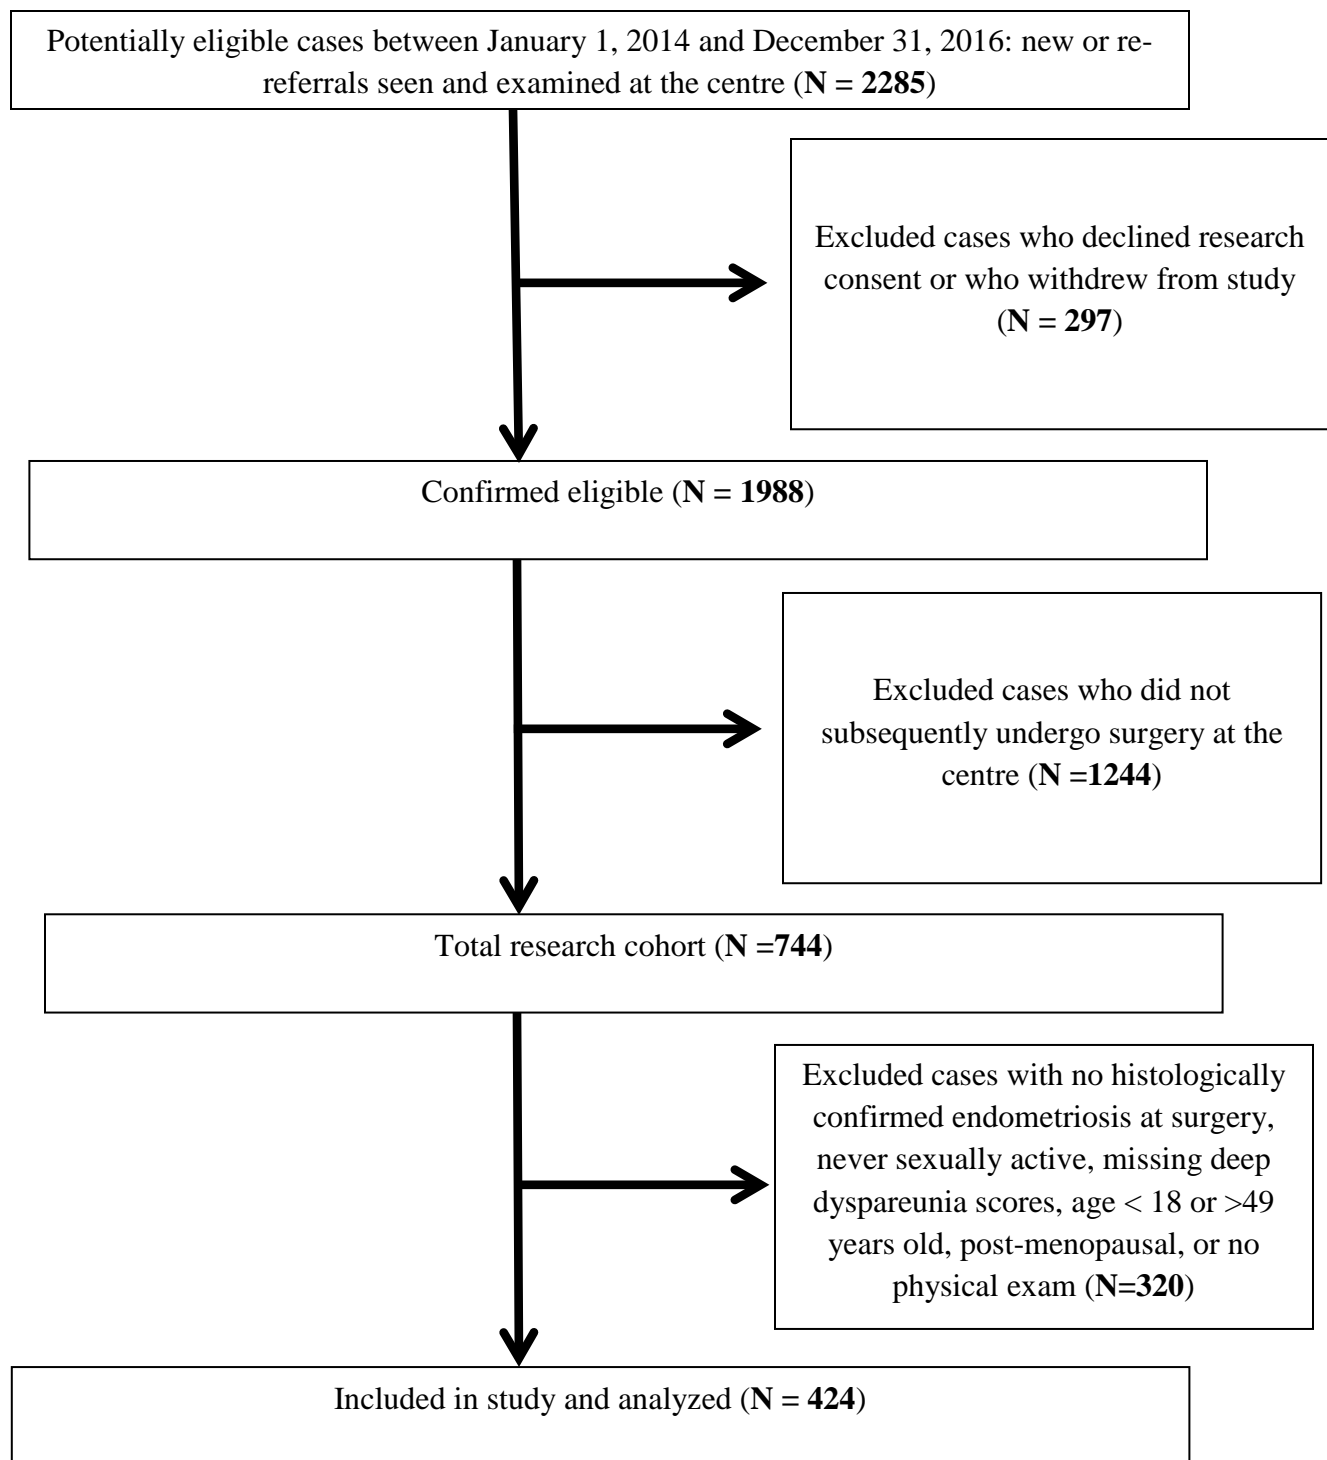 Potentially eligible cases between January 1, 2014 and December 31, 2016: new or re-
referrals seen and examined at the centre (N = 2285)
Excluded cases who declined research
consent or who withdrew from study
(N = 297)
Confirmed eligible (N = 1988)
Excluded cases who did not
subsequently undergo surgery at the
centre (N =1244)
Total research cohort (N =744)
Excluded cases with no histologically
confirmed endometriosis at surgery,
never sexually active, missing deep
dyspareunia scores, age < 18 or >49
years old, post-menopausal, or no
physical exam (N=320)
Included in study and analyzed (N = 424)